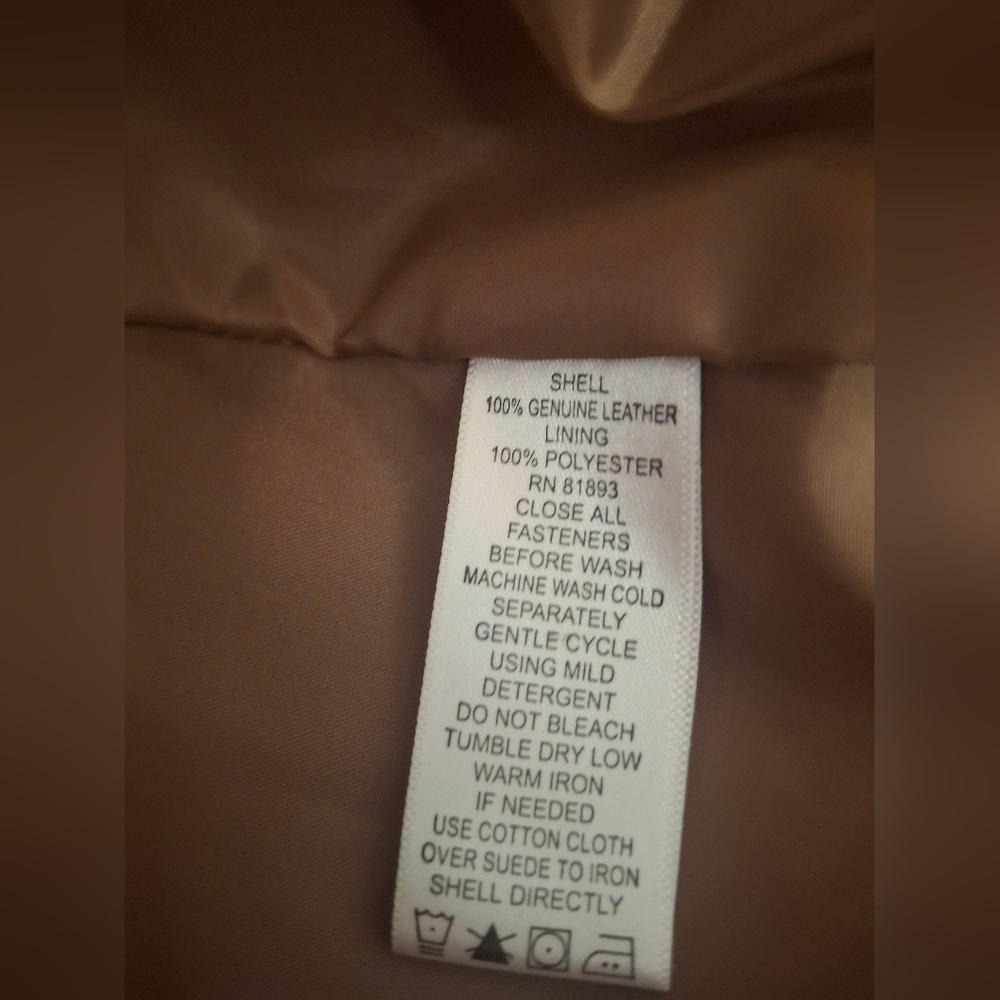 SHELL
100% GENUINE LEATHER
LINING
100% POLYESTER
RN 81893
CLOSE ALL
FASTENERS
BEFORE WASH
MACHINE WASH COLD
SEPARATELY
GENTLE CYCLE
USING MILD
DETERGENT
DO NOT BLEACH
TUMBLE DRY LOW
WARM IRON
IF NEEDED
USE COTTON CLOTH
OVER SUEDE TO IRON
SHELL DIRECTLY